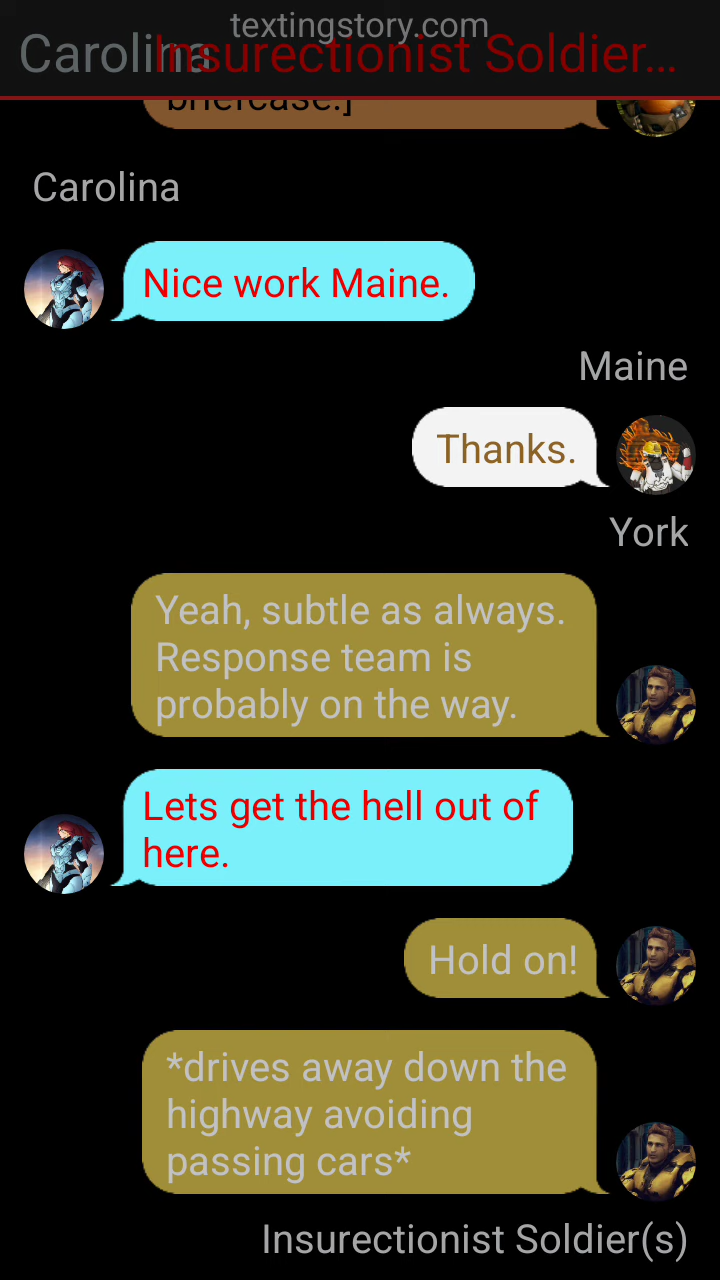 textingstory.com
Carolina
Insurectionist Soldier...
briefcase.]
Carolina
Nice work Maine.
Maine
Thanks.
York
Yeah, subtle as always.
Response team is
probably on the way.
Lets get the hell out of
here.
Hold on!
*drives away down the
highway avoiding
passing cars*
Insurectionist Soldier(s)